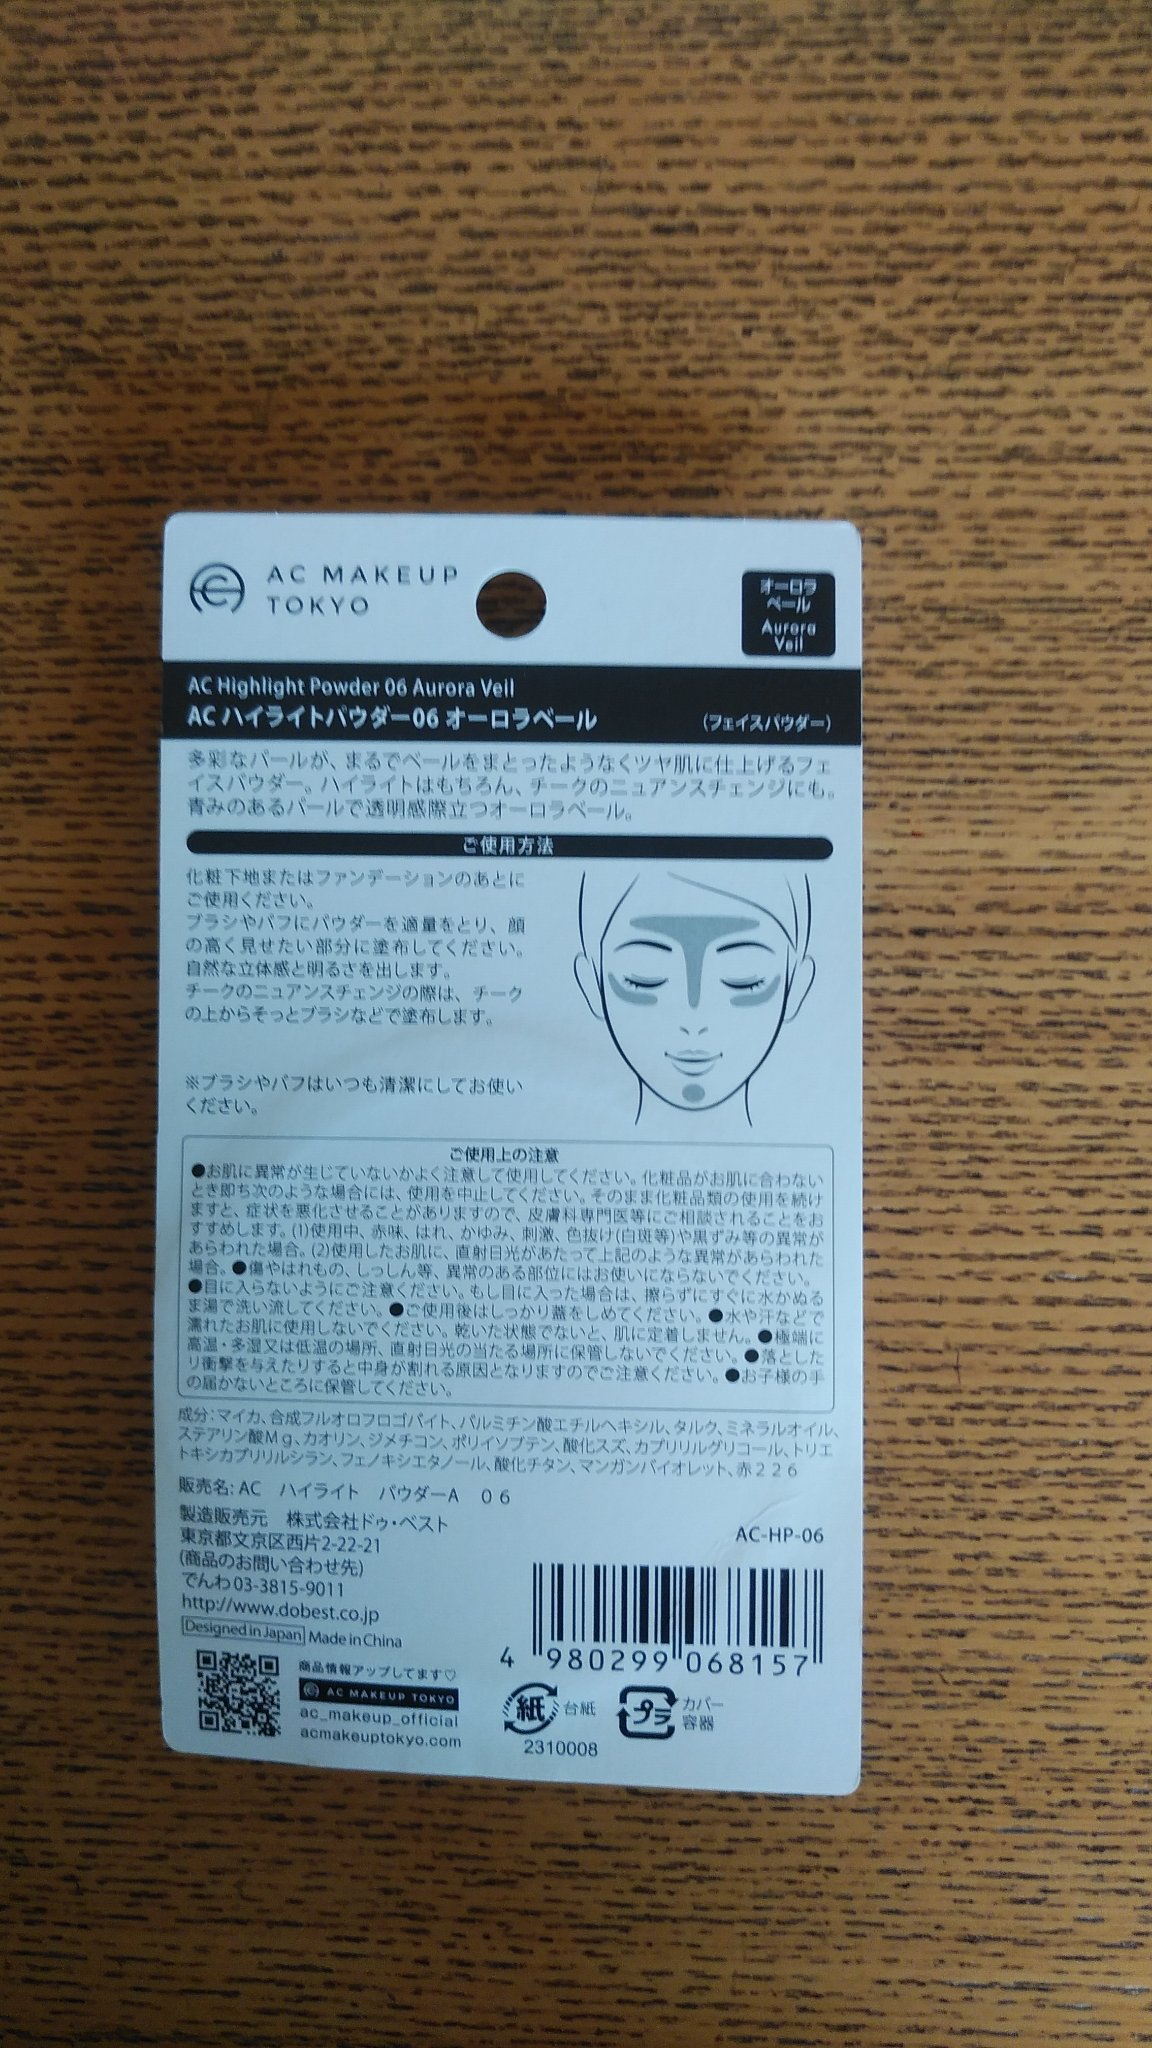 AC MAKEUP
TOKYO
オーロラ
ベール
Aurora
Veil
AC Highlight Powder 06 Aurora Veil
AC ハイライトパウダー06 オーロラベール
(フェイスパウダー)
多彩なパールが、まるでベールをまとったようなくツヤ肌に仕上げるフェ
イスパウダー。ハイライトはもちろん、チークのニュアンスチェンジにも。
青みのあるパールで透明感際立つオーロラベール。
ご使用方法
化粧下地またはファンデーションのあとに
ご使用ください。
ブラシやパフにパウダーを適量をとり、顔
の高く見せたい部分に塗布してください。
自然な立体感と明るさを出します。
チークのニュアンスチェンジの際は、チーク
の上からそっとブラシなどで塗布します。
※ブラシやパフはいつも清潔にしてお使い
ください。
ご使用上の注意
●お肌に異常が生じていないかよく注意して使用してください。化粧品がお肌に合わない
とき即ち次のような場合には、使用を中止してください。そのまま化粧品類の使用を続け
ますと、症状を悪化させることがありますので、皮膚科専門医等にご相談されることをお
すすめします。(1)使用中、赤味、はれ、かゆみ、刺激、色抜け(白斑等)や黒ずみ等の異常が
あらわれた場合。(2)使用したお肌に、直射日光があたって上記のような異常があらわれた
場合。●傷やはれもの、しっしん等、異常のある部位にはお使いにならないでください。
●目に入らないようにご注意ください。もし目に入った場合は、擦らずにすぐに水かぬる
ま湯で洗い流してください。●ご使用後はしっかり蓋をしめてください。●水や汗などで
濡れたお肌に使用しないでください。乾いた状態でないと、肌に定着しません。●極端に
高温・多湿又は低温の場所、直射日光の当たる場所に保管しないでください。●落とした
り衝撃を与えたりすると中身が割れる原因となりますのでご注意ください。●お子様の手
の届かないところに保管してください。
成分：マイカ、合成フルオロフロゴパイト、パルミチン酸エチルヘキシル、タルク、ミネラルオイル、
ステアリン酸Ｍｇ、カオリン、ジメチコン、ポリイソブテン、酸化スズ、カプリリルグリコール、トリエ
トキシカプリリルシラン、フェノキシエタノール、酸化チタン、マンガンバイオレット、赤２２６
販売名: AC ハイライト パウダーA ０６
製造販売元 株式会社ドゥ・ベスト
東京都文京区西片2-22-21
(商品のお問い合わせ先)
でんわ 03-3815-9011
http://www.dobest.co.jp
Designed in Japan Made in China
AC-HP-06
4 980299 068157
商品情報アップしてます♡
AC MAKEUP TOKYO
ac_makeup_official
acmakeuptokyo.com
紙 台紙
2310008
プラ カバー
容器